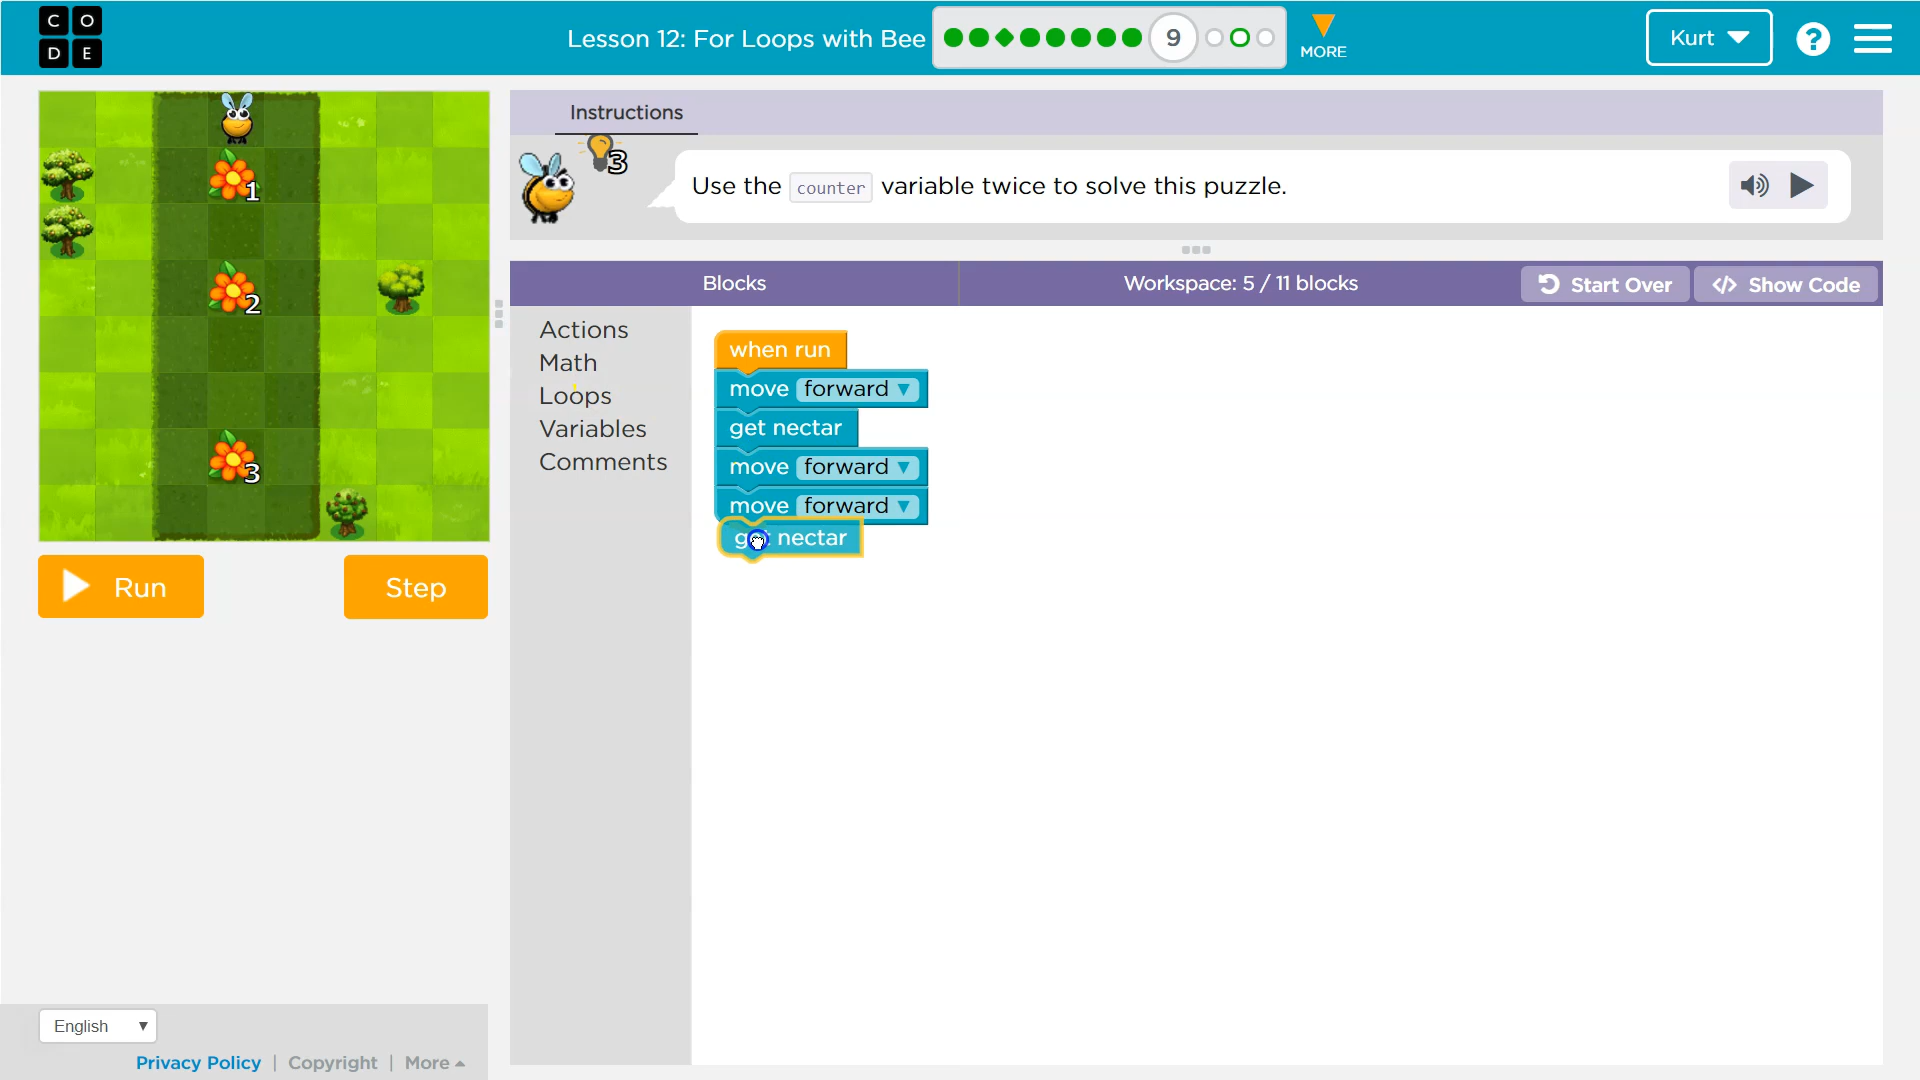 C O
D E
Lesson 12: For Loops with Bee
9
MORE
Kurt
?
1
2
3
Instructions
3
Use the counter variable twice to solve this puzzle.
Blocks
Workspace: 5 / 11 blocks
Start Over
</> Show Code
Actions
Math
Loops
Variables
Comments
when run
move forward
get nectar
move forward
move forward
get nectar
Run
Step
English
Privacy Policy | Copyright | More